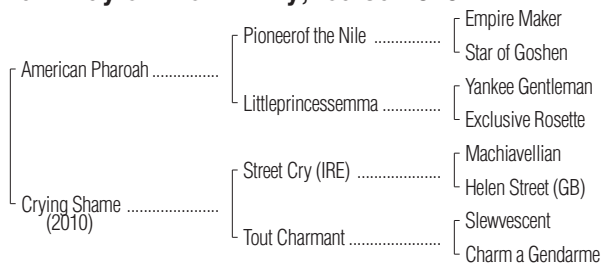 Empire Maker
Pioneerof the Nile ................
Star of Goshen
American Pharoah ................
Yankee Gentleman
Littleprincessemma ..............
Exclusive Rosette
Machiavellian
Street Cry (IRE) ....................
Helen Street (GB)
Crying Shame ......................
(2010)
Slewvescent
Tout Charmant ......................
Charm a Gendarme